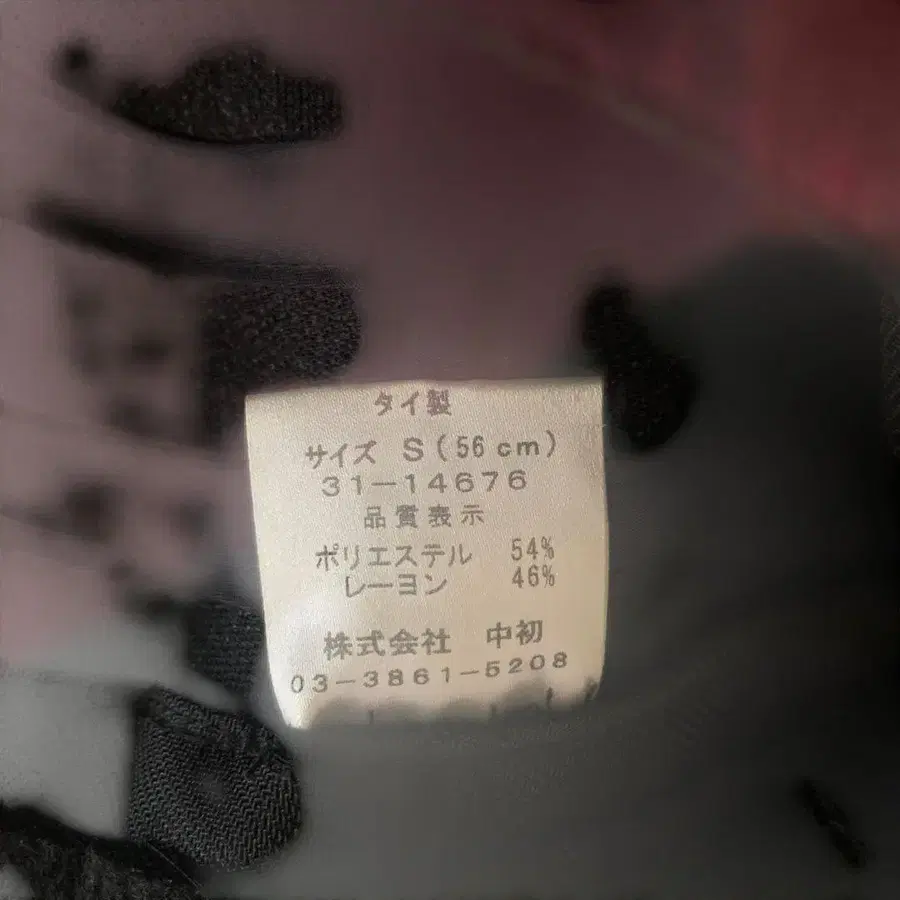 タイ製
サイズ S(56cm)
31-14676
品質表示
ポリエステル 54%
レーヨン 46%
株式会社 中初
03-3861-5208